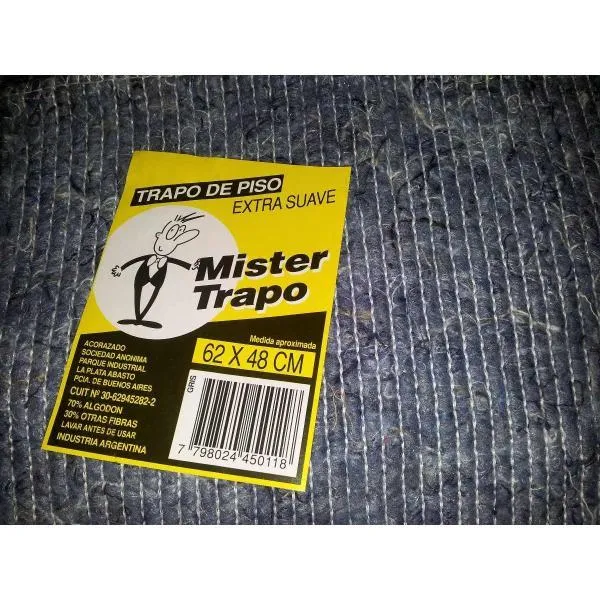 TRAPO DE PISO
EXTRA SUAVE
Mister
Trapo
Medida aproximada
62 X 48 CM
ACORAZADO
SOCIEDAD ANONIMA
PARQUE INDUSTRIAL
LA PLATA ABASTO
PCIA. DE BUENOS AIRES
CUIT Nº 30-62945282-2
70% ALGODON
30% OTRAS FIBRAS
LAVAR ANTES DE USAR
INDUSTRIA ARGENTINA
GRIS
7 798024 450118